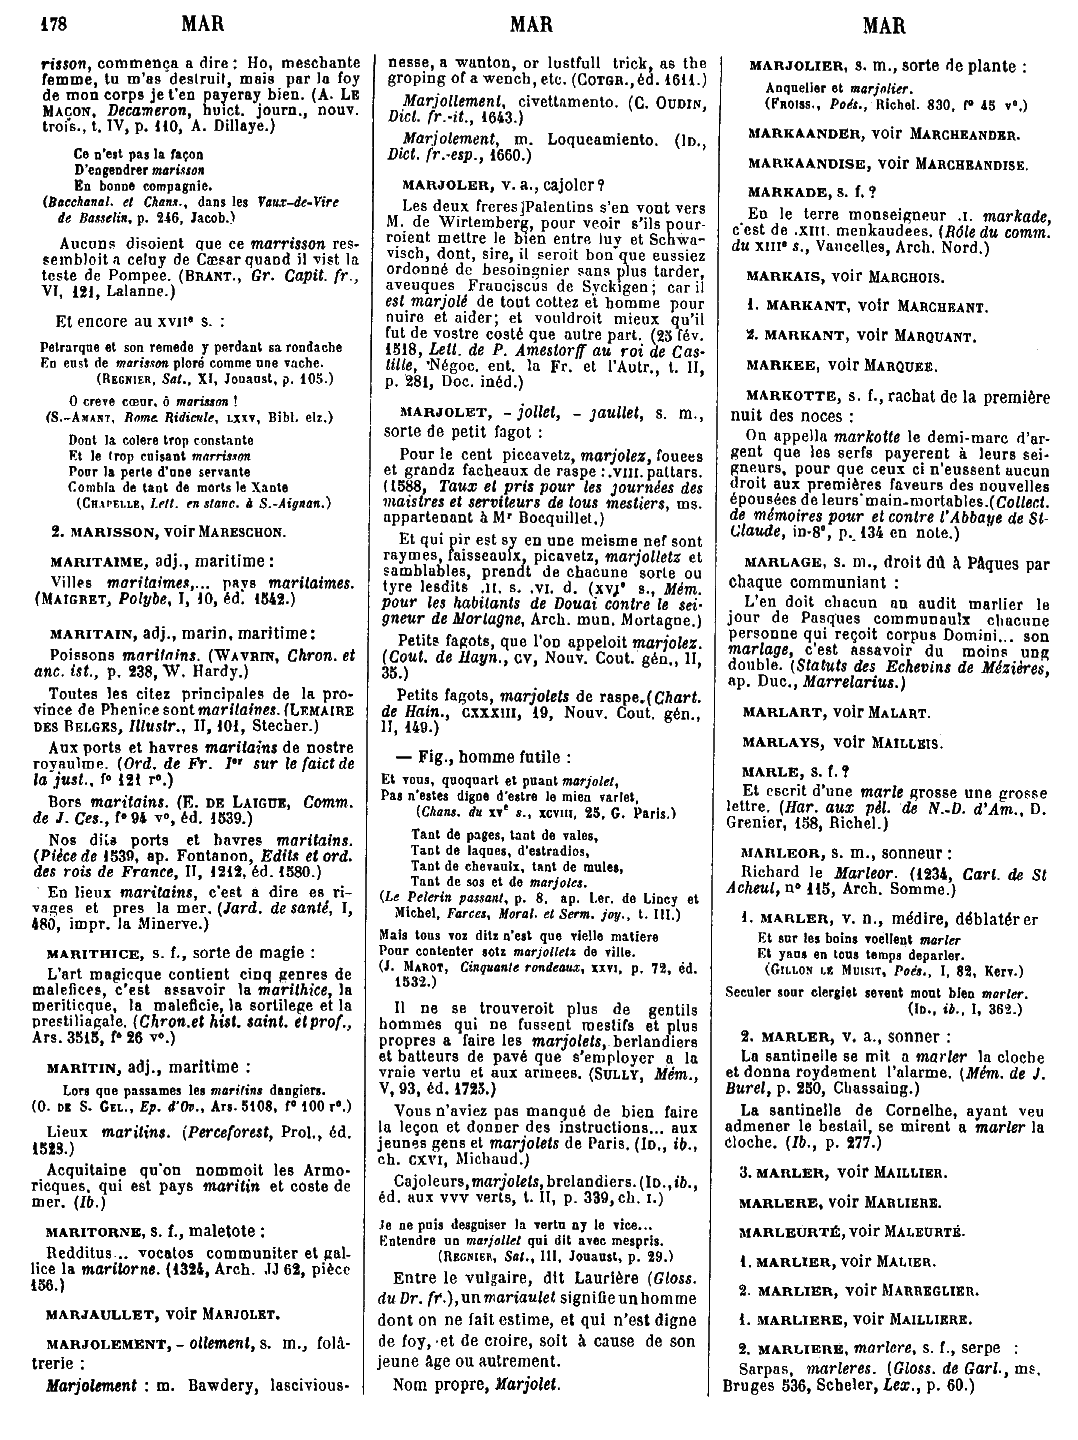 178 MAR MAR MAR
risson, commença a dire : Ho, meschante
femme, tu m'as destruit, mais par la foy
de mon corps je t'en payeray bien. (A. LE
MAÇON, Decameron, huict. journ., nouv.
trois., t. IV, p. 110, A. Dillaye.)
Ce n'est pas la façon
D'engendrer marisson
En bonne compagnie.
(Bacchanal. et Chans., dans les Vaux-de-Vire
de Basselin, p. 246, Jacob.)
Aucuns disoient que ce marrisson res-
sembloit a celuy de Cæsar quand il vist la
teste de Pompee. (BRANT., Gr. Capit. fr.,
VI, 121, Lalanne.)
Et encore au XVIIe s. :
Petrarque et son remede y perdant sa rondache
En eust de marisson ploré comme une vache.
(REGNIER, Sat., XI, Jouaust, p. 105.)
O creve cœur, ô marisson !
(S.-AMANT, Rome Ridicule, LXXV, Bibl. elz.)
Dont la colere trop constante
Et le trop cuisant marrisson
Pour la perte d'une servante
Combla de tant de morts le Xante
(CHAPELLE, Lett. en stanc. à S.-Aignan.)
2. MARISSON, voir MARESCHON.
MARITAIME, adj., maritime :
Villes maritaimes,... pays maritaimes.
(MAIGRET, Polybe, I, 10, éd. 1542.)
MARITAIN, adj., marin, maritime :
Poissons maritains. (WAVRIN, Chron. et
anc. ist., p. 238, W. Hardy.)
Toutes les citez principales de la pro-
vince de Phenice sont maritaines. (LEMAIRE
DES BELGES, Illustr., II, 101, Stecher.)
Aux ports et havres maritains de nostre
royaulme. (Ord. de Fr. Ier sur le faict de
la just., fo 121 ro.)
Bors maritains. (E. DE LAIGUE, Comm.
de J. Ces., fo 94 vo, éd. 1539.)
Nos diis ports et havres maritains.
(Pièce de 1539, ap. Fontanon, Edits et ord.
des rois de France, II, 1212, éd. 1580.)
En lieux maritains, c'est a dire es ri-
vages et pres la mer. (Jard. de santé, I,
480, impr. la Minerve.)
MARITHICE, s. f., sorte de magie :
L'art magicque contient cinq genres de
malefices, c'est assavoir la marithice, la
meriticque, la maleficie, la sortilege et la
prestiliagale. (Chron. et hist. saint. et prof.,
Ars. 3515, fo 26 vo.)
MARITIN, adj., maritime :
Lors que passames les maritins dangiers.
(O. DE S. GEL., Ep. d'Ov., Ars. 5108, fo 100 ro.)
Lieux maritins. (Perceforest, Prol., éd.
1528.)
Acquitaine qu'on nommoit les Armo-
ricques, qui est pays maritin et coste de
mer. (Ib.)
MARITORNE, s. f., maletote :
Redditus... vocatos communiter et gal-
lice la maritorne. (1324, Arch. JJ 62, pièce
156.)
MARJAULLET, voir MARJOLET.
MARJOLEMENT, - ollement, s. m., folâ-
trerie :
Marjolement : m. Bawdery, lascivious-
nesse, a wanton, or lustfull trick, as the
groping of a wench, etc. (COTGR., éd. 1611.)
Marjollement, civettamento. (C. OUDIN,
Dict. fr.-it., 1643.)
Marjolement, m. Loqueamiento. (ID.,
Dict. fr.-esp., 1660.)
MARJOLER, v. a., cajoler ?
Les deux freres]Palentins s'en vont vers
M. de Wirtemberg, pour veoir s'ils pour-
roient mettre le bien entre luy et Schwa-
visch, dont, sire, il seroit bon que eussiez
ordonné de besoingnier sans plus tarder,
aveuques Franciscus de Syckigen ; car il
est marjolé de tout cottez et homme pour
nuire et aider ; et vouldroit mieux qu'il
fut de vostre costé que autre part. (25 fév.
1518, Lett. de P. Amestorff au roi de Cas-
tille, Négoc. ent. la Fr. et l'Autr., t. II,
p. 281, Doc. inéd.)
MARJOLET, - jollet, - jaullet, s. m.,
sorte de petit fagot :
Pour le cent piccavetz, marjolez, fouees
et grandz facheaux de raspe : .VIII. pattars.
(1588, Taux et pris pour les journées des
maistres et serviteurs de tous mestiers, ms.
appartenant à Mr Bocquillet.)
Et qui pir est sy en une meisme nef sont
raymes, faisseaulx, picavetz, marjolletz et
samblables, prendt de chacune sorte ou
tyre lesdits .II. s. .VI. d. (XVIe s., Mém.
pour les habitants de Douai contre le sei-
gneur de Mortagne, Arch. mun. Mortagne.)
Petits fagots, que l'on appeloit marjolez.
(Cout. de Hayn., CV, Nouv. Cout. gén., II,
35.)
Petits fagots, marjolets de raspe. (Chart.
de Hain., CXXXIII, 19, Nouv. Cout. gén.,
II, 149.)
— Fig., homme futile :
Et vous, quoquart et puant marjolet,
Pas n'estes digne d'estre le mien varlet,
(Chans. du XVe s., XCVIII, 25, G. Paris.)
Tant de pages, tant de vales,
Tant de laques, d'estradios,
Tant de chevaulx, tant de mules,
Tant de sos et de marjoles.
(Le Pelerin passant, p. 8, ap. Ler. de Lincy et
Michel, Farces, Moral. et Serm. joy., t. III.)
Mais tous voz ditz n'est que vielle matiere
Pour contenter sotz marjolletz de ville.
(J. MAROT, Cinquante rondeaux, XXVI, p. 72, éd.
1532.)
Il ne se trouveroit plus de gentils
hommes qui ne fussent mestifs et plus
propres a faire les marjolets, berlandiers
et batteurs de pavé que s'employer a la
vraie vertu et aux armees. (SULLY, Mém.,
V, 93, éd. 1725.)
Vous n'aviez pas manqué de bien faire
la leçon et donner des instructions... aux
jeunes gens et marjolets de Paris. (ID., ib.,
ch. CXVI, Michaud.)
Cajoleurs, marjolets, brelandiers. (ID., ib.,
éd. aux VVV verts, t. II, p. 339, ch. I.)
Je ne puis desguiser la vertu ny le vice...
Entendre un marjollet qui dit avec mespris.
(REGNIER, Sat., III, Jouaust, p. 29.)
Entre le vulgaire, dit Laurière (Gloss.
du Dr. fr.), un mariaulet signifie un homme
dont on ne fait estime, et qui n'est digne
de foy, et de croire, soit à cause de son
jeune âge ou autrement.
Nom propre, Marjolet.
MARJOLIER, s. m., sorte de plante :
Anquelier et marjolier.
(FROISS., Poés., Richel. 830, fo 45 vo.)
MARKAANDER, voir MARCHEANDER.
MARKAANDISE, voir MARCHEANDISE.
MARKADE, s. f. ?
En le terre monseigneur .I. markade,
c'est de .XIII. menkaudees. (Rôle du comm.
du XIIIe s., Vaucelles, Arch. Nord.)
MARKAIS, voir MARCHOIS.
1. MARKANT, voir MARCHEANT.
2. MARKANT, voir MARQUANT.
MARKEE, voir MARQUEE.
MARKOTTE, s. f., rachat de la première
nuit des noces :
On appella markotte le demi-marc d'ar-
gent que les serfs payerent à leurs sei-
gneurs, pour que ceux ci n'eussent aucun
droit aux premières faveurs des nouvelles
épousées de leurs main-mortables. (Collect.
de mémoires pour et contre l'Abbaye de St-
Claude, in-8o, p. 134 en note.)
MARLAGE, s. m., droit dû à Pâques par
chaque communiant :
L'en doit chacun an audit marlier le
jour de Pasques communaulx chacune
personne qui reçoit corpus Domini... son
marlage, c'est assavoir du moins ung
double. (Statuts des Echevins de Mézières,
ap. Duc., Marrelarius.)
MARLART, voir MALART.
MARLAYS, voir MAILLEIS.
MARLE, s. f. ?
Et escrit d'une marle grosse une grosse
lettre. (Har. aux pél. de N.-D. d'Am., D.
Grenier, 158, Richel.)
MARLEOR, s. m., sonneur :
Richard le Marleor. (1234, Cart. de St
Acheul, no 115, Arch. Somme.)
1. MARLER, v. n., médire, déblatérer
Et sur les boins voellent marler
Et yaus en tous temps deparler.
(GILLON LE MUISIT, Poés., I, 82, Kerv.)
Seculer sour clergiet sevent mout bien marler.
(ID., ib., I, 362.)
2. MARLER, v. a., sonner :
La santinelle se mit a marler la cloche
et donna roydement l'alarme. (Mém. de J.
Burel, p. 250, Chassaing.)
La santinelle de Cornelhe, ayant veu
admener le bestail, se mirent a marler la
cloche. (Ib., p. 277.)
3. MARLER, voir MAILLIER.
MARLERE, voir MARLIERE.
MARLEURTÉ, voir MALEURTÉ.
1. MARLIER, voir MALIER.
2. MARLIER, voir MARREGLIER.
1. MARLIERE, voir MAILLIERE.
2. MARLIERE, marlere, s. f., serpe :
Sarpas, marleres. (Gloss. de Garl., ms.
Bruges 536, Scheler, Lex., p. 60.)